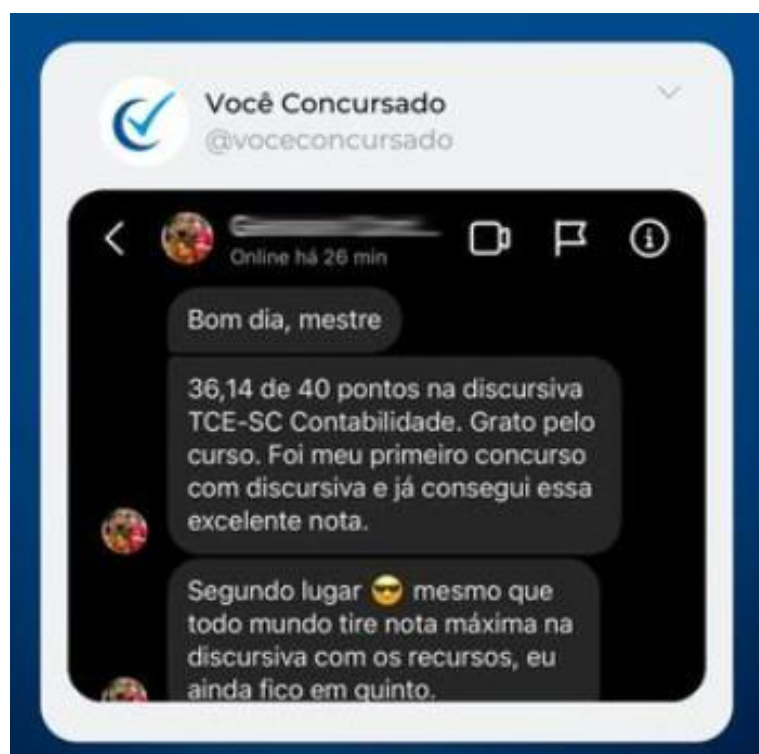 Você Concursado
@voceconcursado
Online há 26 min
Bom dia, mestre
36,14 de 40 pontos na discursiva
TCE-SC Contabilidade. Grato pelo
curso. Foi meu primeiro concurso
com discursiva e já consegui essa
excelente nota.
Segundo lugar 😎 mesmo que
todo mundo tire nota máxima na
discursiva com os recursos, eu
ainda fico em quinto.